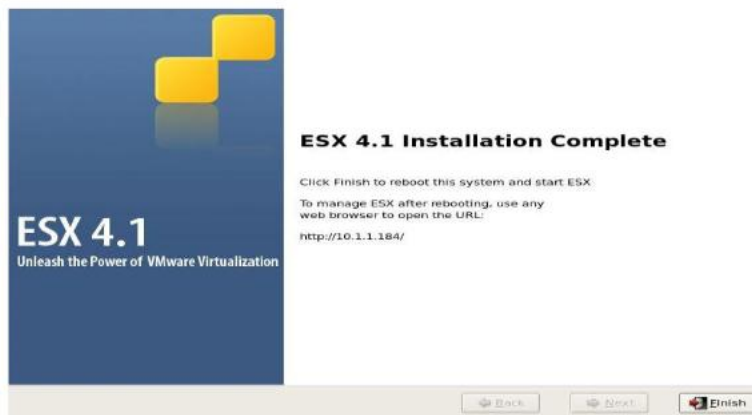 ESX 4.1 Installation Complete
Click Finish to reboot this system and start ESX
To manage ESX after rebooting, use any
web browser to open the URL:
http://10.1.1.184/
ESX 4.1
Unleash the Power of VMware Virtualization
Back
Next
Finish